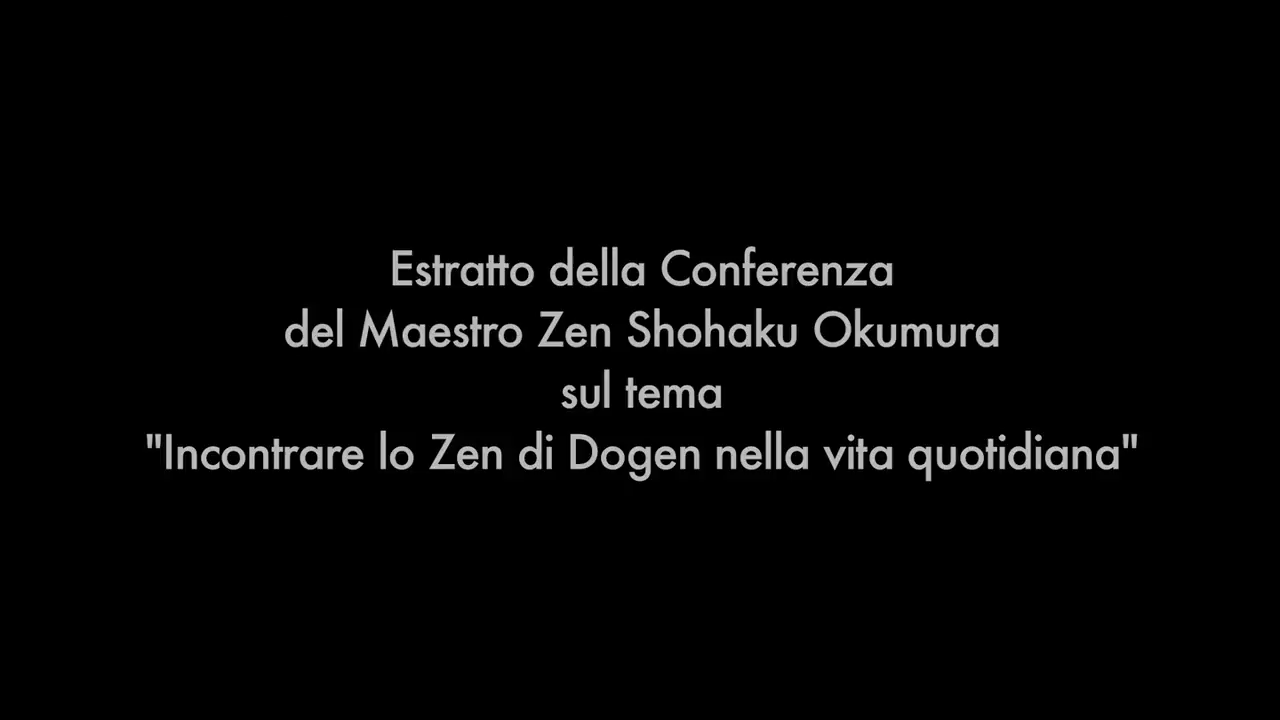 Estratto della Conferenza
del Maestro Zen Shohaku Okumura
sul tema
"Incontrare lo Zen di Dogen nella vita quotidiana"